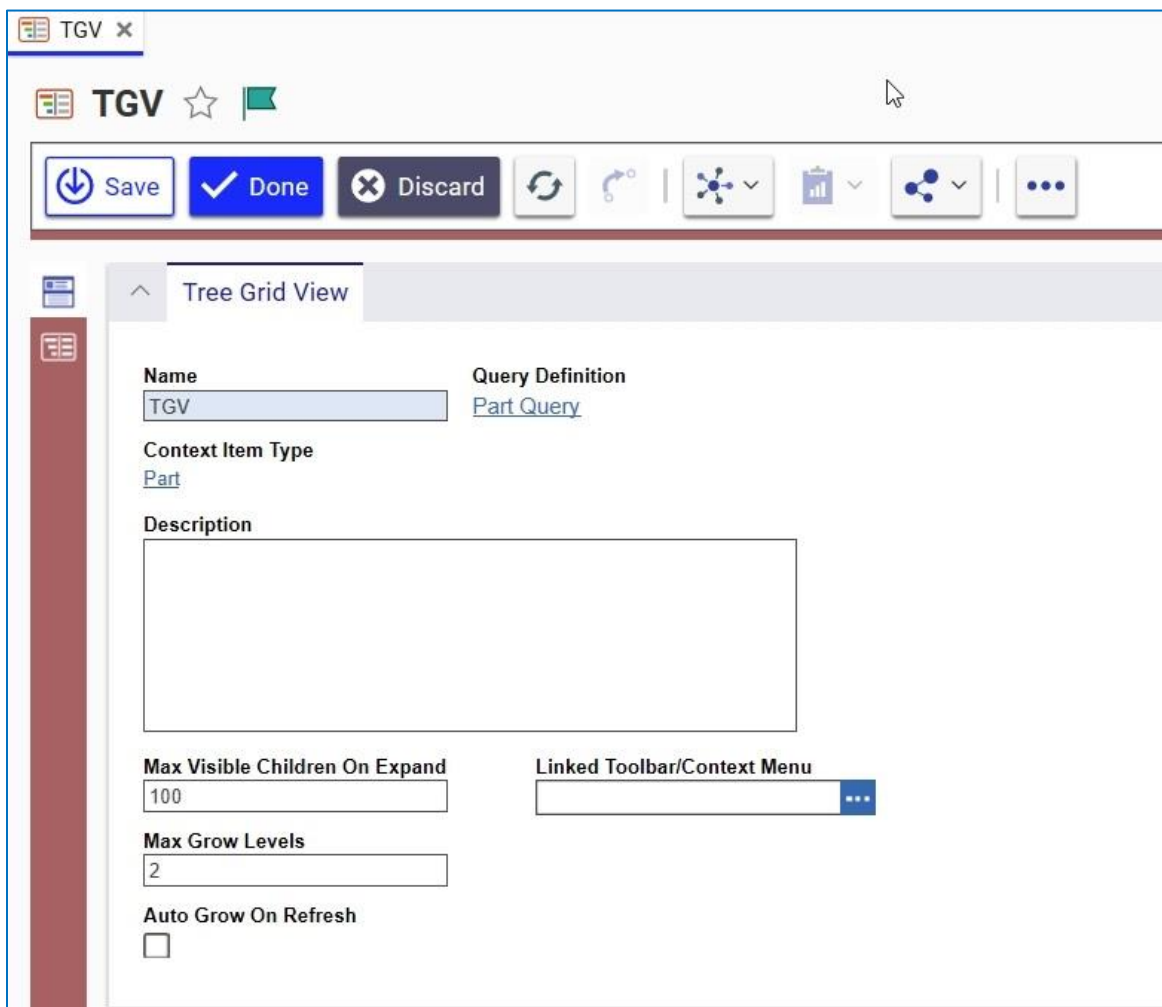 TGV
TGV
Save Done Discard
Tree Grid View
Name Query Definition
TGV Part Query
Context Item Type
Part
Description
Max Visible Children On Expand Linked Toolbar/Context Menu
100
Max Grow Levels
2
Auto Grow On Refresh